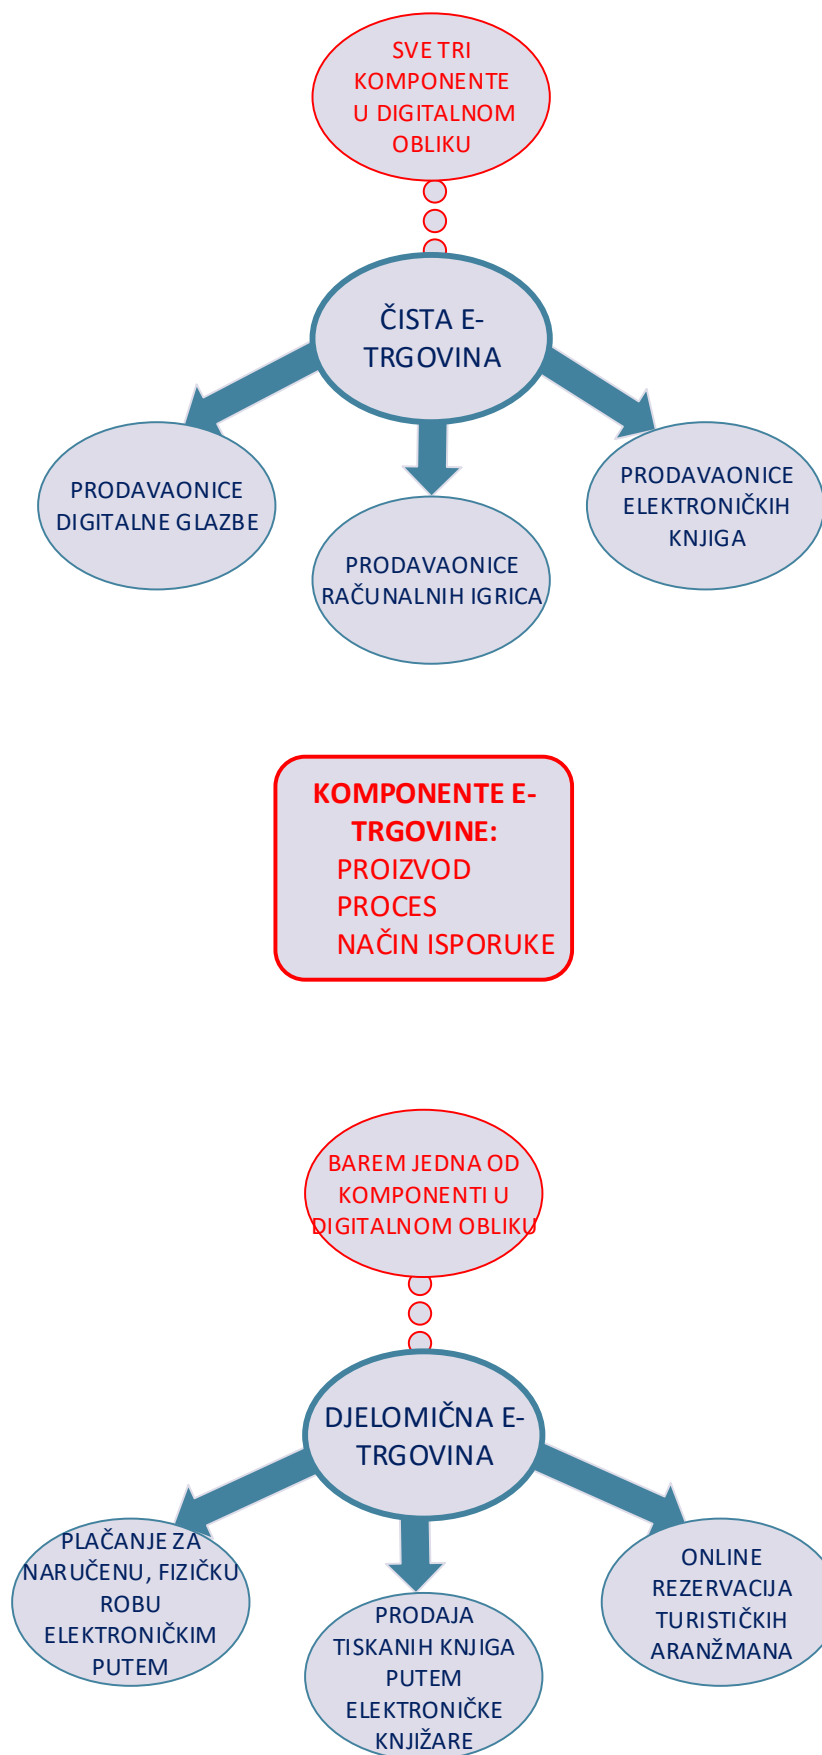 SVE TRI
KOMPONENTE
U DIGITALNOM
OBLIKU
ČISTA E-
TRGOVINA
PRODAVAONICE
DIGITALNE GLAZBE
PRODAVAONICE
RAČUNALNIH IGRICA
PRODAVAONICE
ELEKTRONIČKIH
KNJIGA
KOMPONENTE E-
TRGOVINE:
PROIZVOD
PROCES
NAČIN ISPORUKE
BAREM JEDNA OD
KOMPONENTI U
DIGITALNOM OBLIKU
DJELOMIČNA E-
TRGOVINA
PLAČANJE ZA
NARUČENU, FIZIČKU
ROBU
ELEKTRONIČKIM
PUTEM
PRODAJA
TISKANIH KNJIGA
PUTEM
ELEKTRONIČKE
KNJIŽARE
ONLINE
REZERVACIJA
TURISTIČKIH
ARANŽMANA